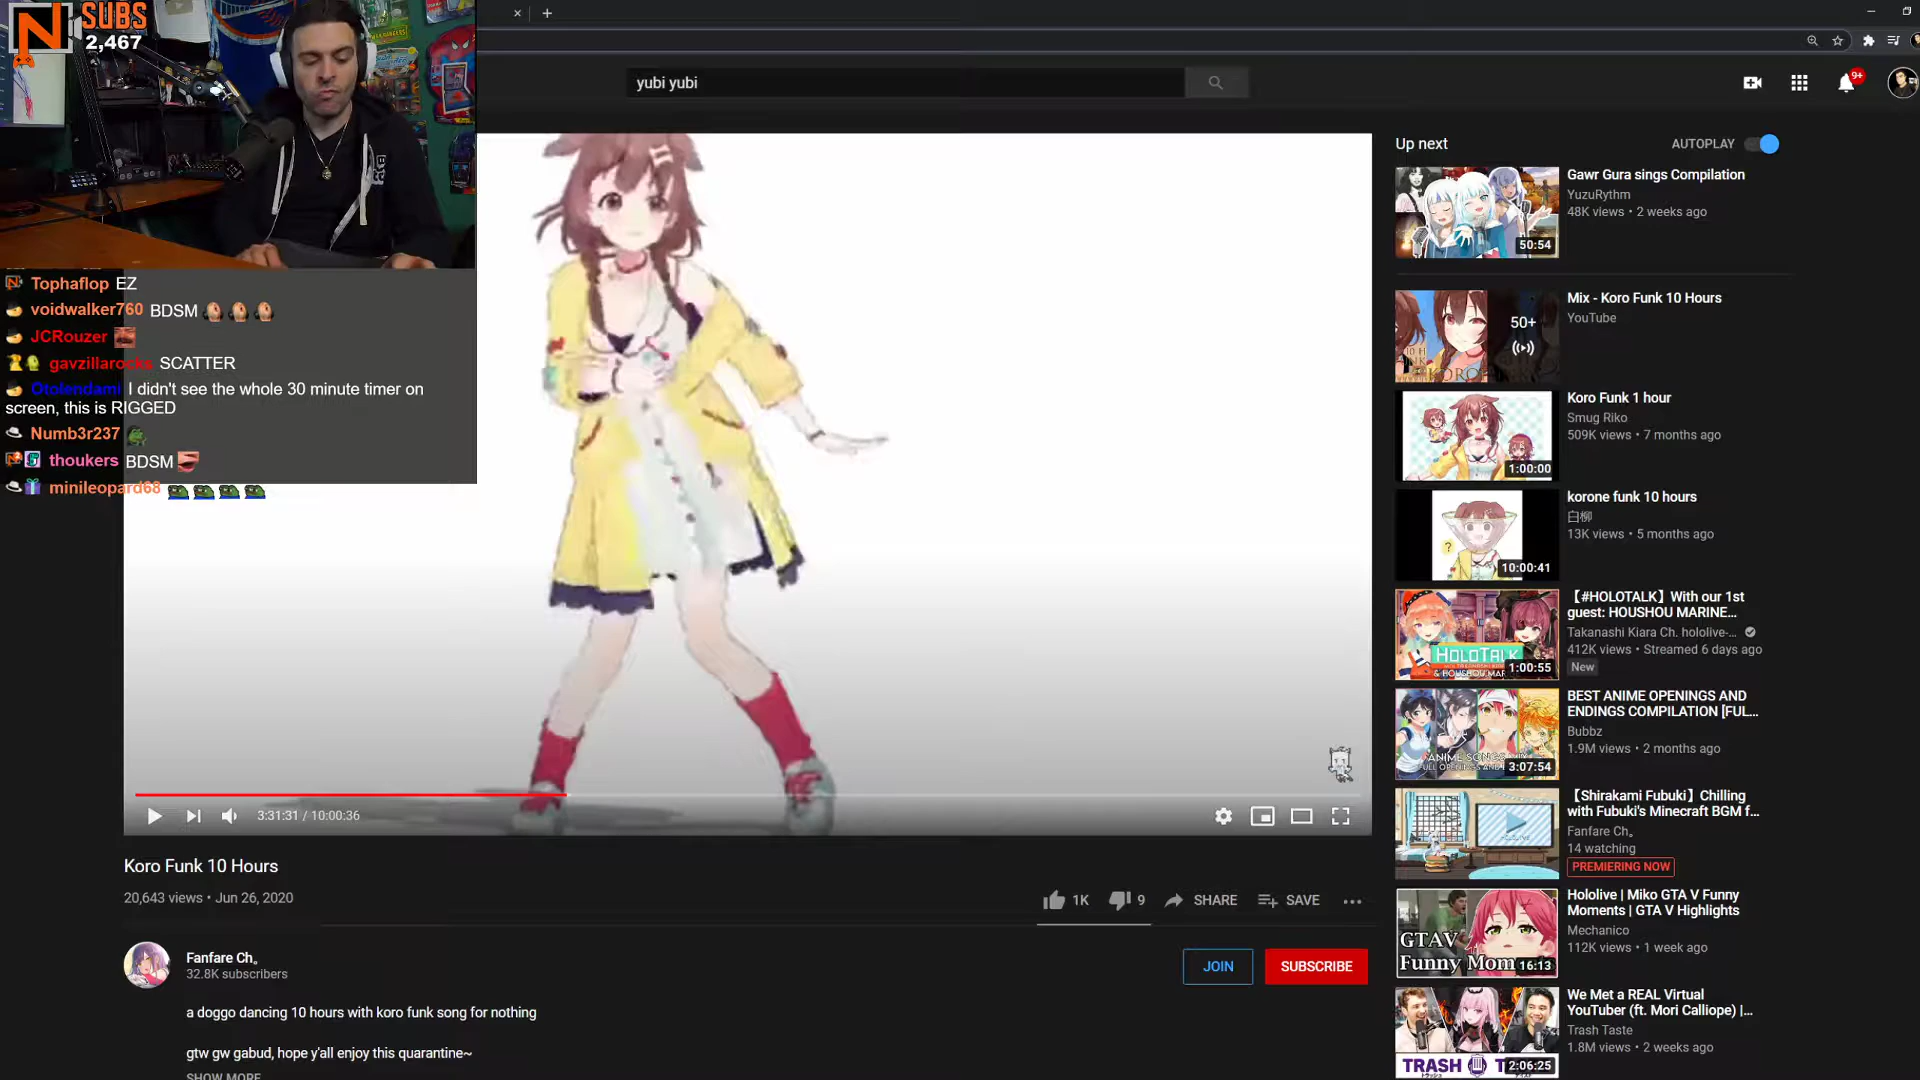 SUBS
2,467
yubi yubi
9+
Tophaflop EZ
voidwalker760 BDSM
JCRouzer
gavzillarocks SCATTER
Otolendami I didn't see the whole 30 minute timer on
screen, this is RIGGED
Numb3r237
thoukers BDSM
minileopard68
3:31:31 / 10:00:36
Koro Funk 10 Hours
20,643 views • Jun 26, 2020
1K
9
SHARE
SAVE
Fanfare Ch。
32.8K subscribers
JOIN
SUBSCRIBE
a doggo dancing 10 hours with koro funk song for nothing
gtw gw gabud, hope y'all enjoy this quarantine~
SHOW MORE
Up next
AUTOPLAY
50:54
Gawr Gura sings Compilation
YuzuRythm
48K views • 2 weeks ago
50+
Mix - Koro Funk 10 Hours
YouTube
1:00:00
Koro Funk 1 hour
Smug Riko
509K views • 7 months ago
?
10:00:41
korone funk 10 hours
白柳
13K views • 5 months ago
HOLOTALK
& HOUSHOU MAR
1:00:55
【#HOLOTALK】With our 1st
guest: HOUSHOU MARINE...
Takanashi Kiara Ch. hololive-...
412K views • Streamed 6 days ago
New
3:07:54
BEST ANIME OPENINGS AND
ENDINGS COMPILATION [FUL...
Bubbz
1.9M views • 2 months ago
【Shirakami Fubuki】Chilling
with Fubuki's Minecraft BGM f...
Fanfare Ch。
14 watching
PREMIERING NOW
GTAV
Funny Mom
16:13
Hololive | Miko GTA V Funny
Moments | GTA V Highlights
Mechanico
112K views • 1 week ago
TRASH T
2:06:25
We Met a REAL Virtual
YouTuber (ft. Mori Calliope) |...
Trash Taste
1.8M views • 2 weeks ago